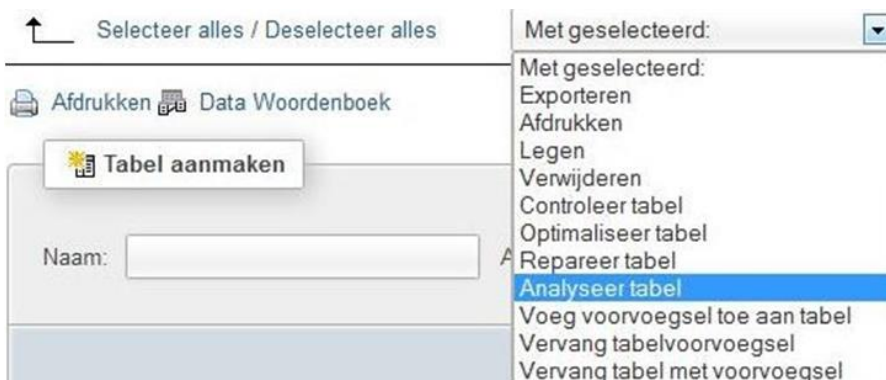 Selecteer alles / Deselecteer alles
Met geselecteerd:
Met geselecteerd:
Exporteren
Afdrukken
Legen
Verwijderen
Controleer tabel
Optimaliseer tabel
Repareer tabel
Analyseer tabel
Voeg voorvoegsel toe aan tabel
Vervang tabelvoorvoegsel
Vervang tabel met voorvoegsel
Afdrukken Data Woordenboek
Tabel aanmaken
Naam: